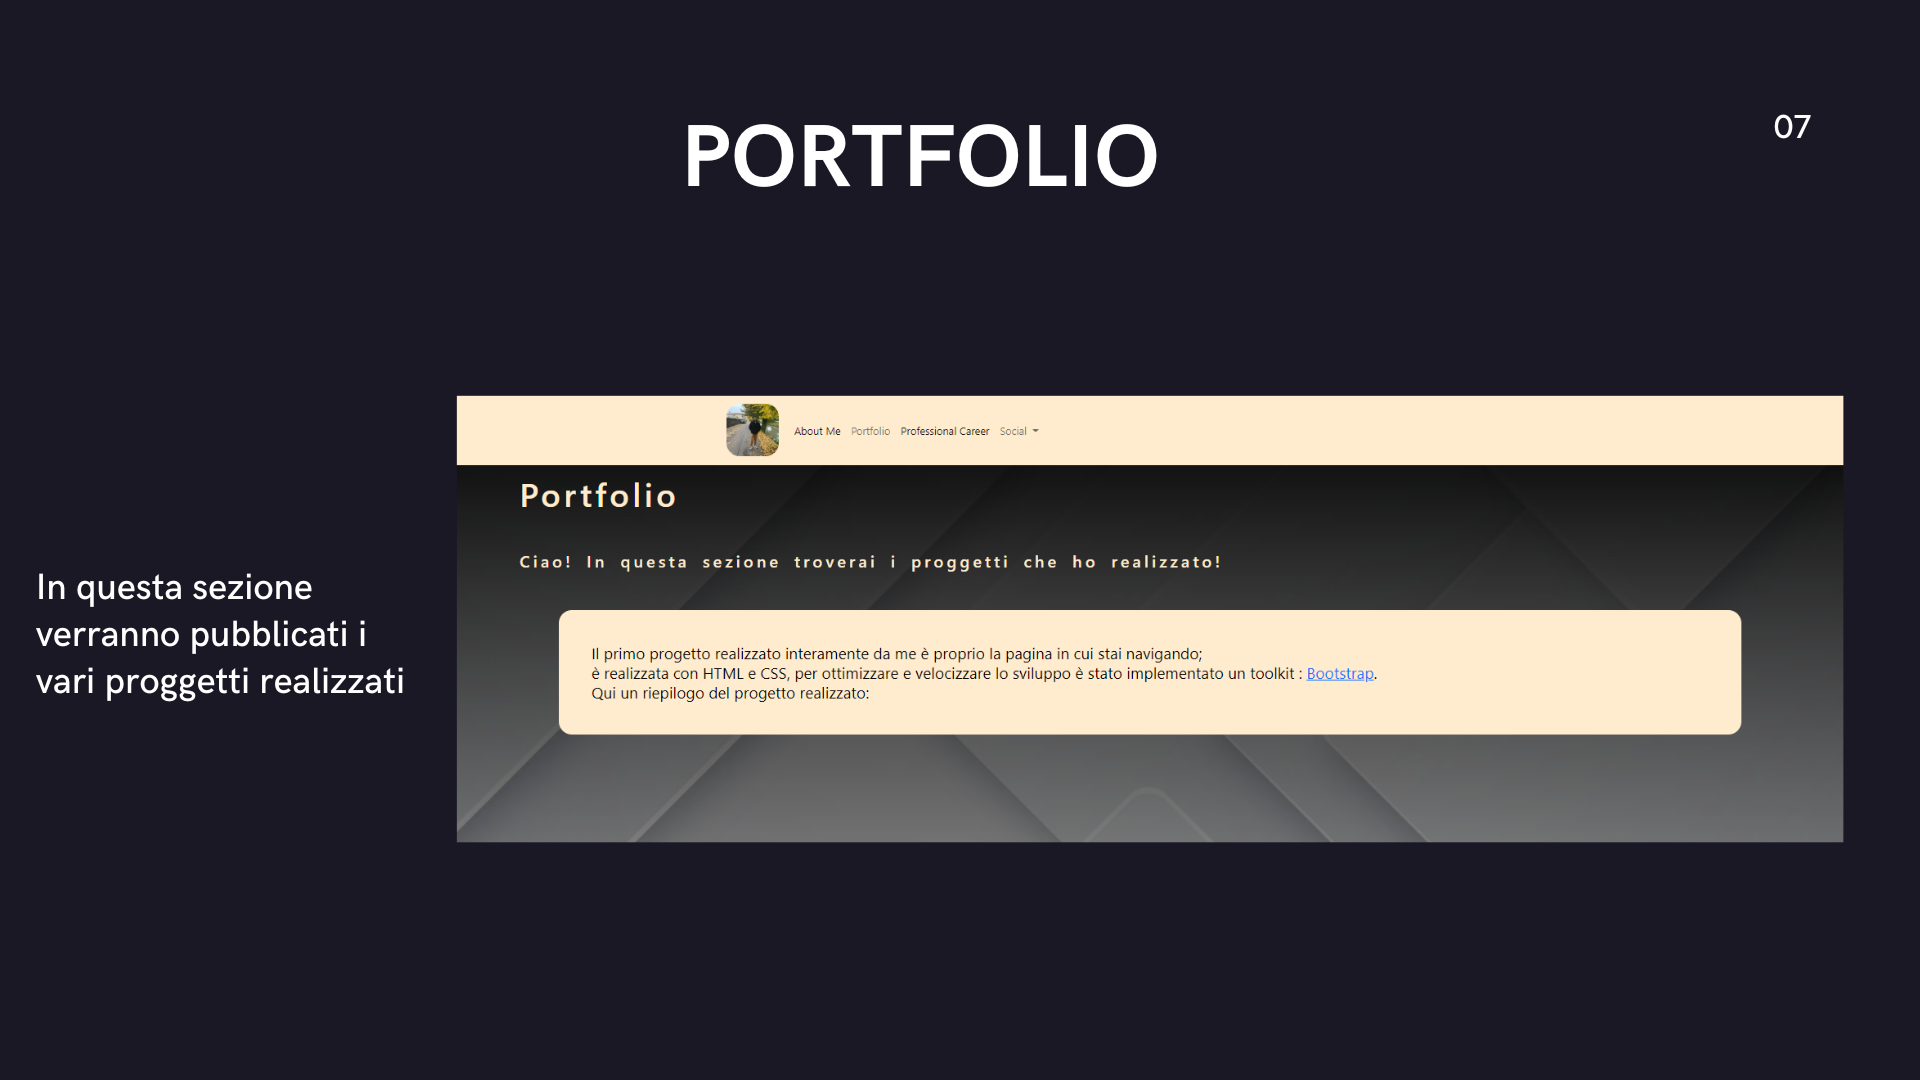 PORTFOLIO
07
In questa sezione
verranno pubblicati i
vari proggetti realizzati
About Me Portfolio Professional Career Social
Portfolio
Ciao! In questa sezione troverai i proggetti che ho realizzato!
Il primo progetto realizzato interamente da me è proprio la pagina in cui stai navigando;
è realizzata con HTML e CSS, per ottimizzare e velocizzare lo sviluppo è stato implementato un toolkit : Bootstrap.
Qui un riepilogo del progetto realizzato: